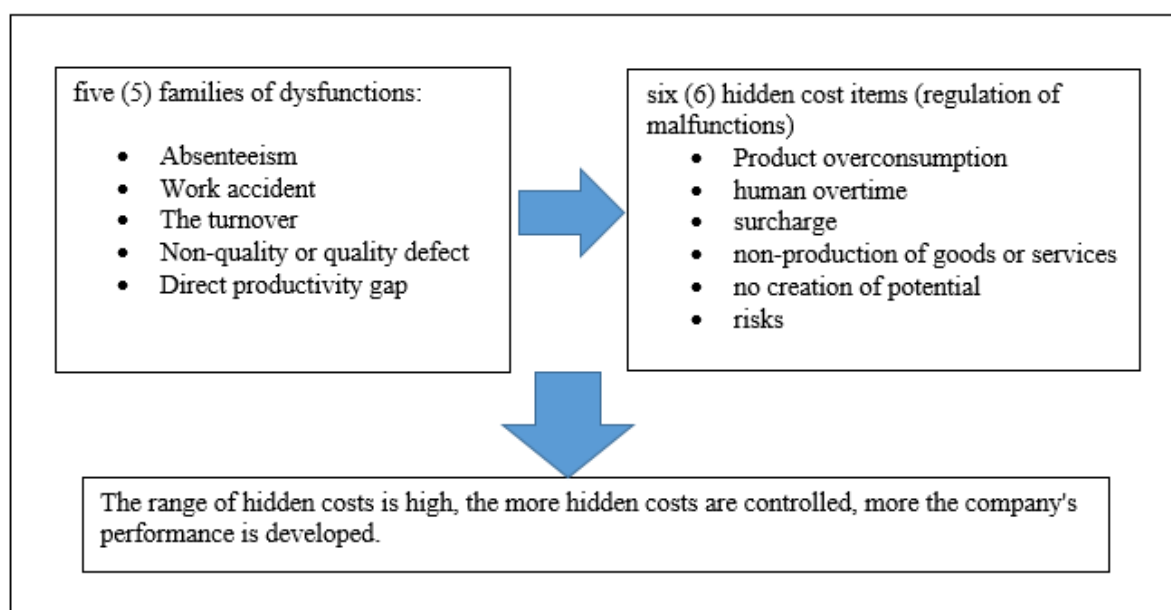 five (5) families of dysfunctions:
• Absenteeism
• Work accident
• The turnover
• Non-quality or quality defect
• Direct productivity gap
six (6) hidden cost items (regulation of
malfunctions)
• Product overconsumption
• human overtime
• surcharge
• non-production of goods or services
• no creation of potential
• risks
The range of hidden costs is high, the more hidden costs are controlled, more the company's
performance is developed.